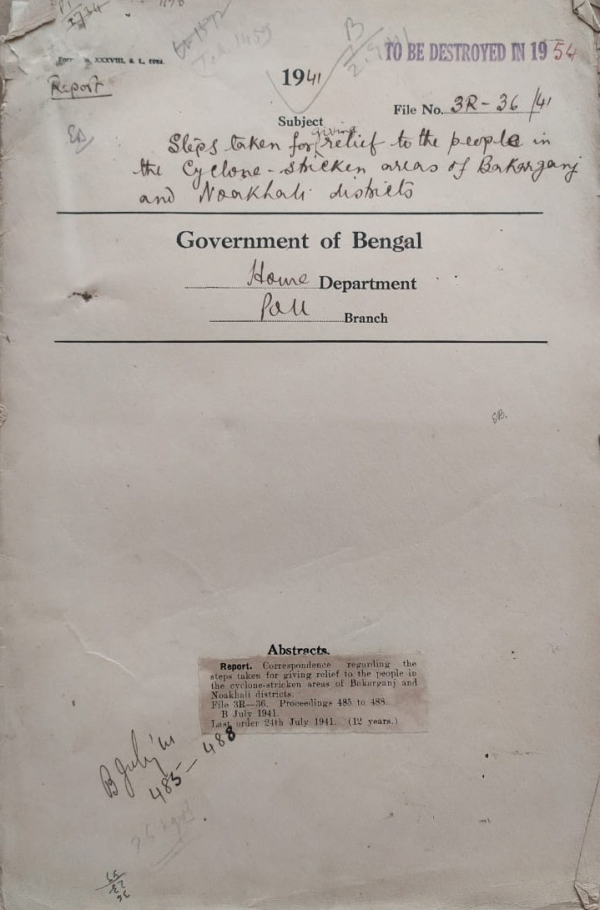 1734
B
TO BE DESTROYED IN 1954
XXXVIII, S. L.
Report
1941
File No. 3R-36/41
Subject
giving
Steps taken for relief to the people in
the Cyclone-stricken areas of Bakarganj
and Noakhali districts
Government of Bengal
Home Department
Poll Branch
Abstracts.
Report. Correspondence regarding the
steps taken for giving relief to the people in
the cyclone-stricken areas of Bakarganj and
Noakhali districts.
File 3R—36. Proceedings 485 to 488.
B July 1941.
Last order 24th July 1941. (12 years.)
B July '41
485 – 488